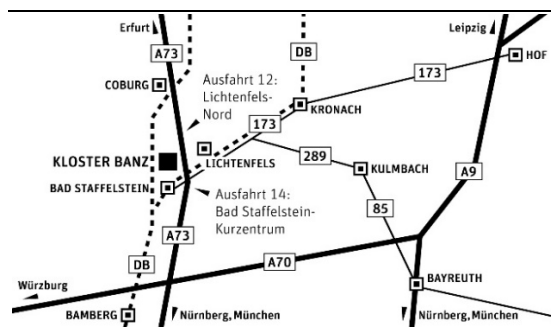 Erfurt
Leipzig
A73
DB
HOF
Ausfahrt 12:
Lichtenfels-
Nord
173
COBURG
KRONACH
173
LICHTENFELS
289
KLOSTER BANZ
KULMBACH
A9
BAD STAFFELSTEIN
Ausfahrt 14:
Bad Staffelstein-
Kurzentrum
85
A73
DB
A70
Würzburg
BAYREUTH
BAMBERG
Nürnberg, München
Nürnberg, München